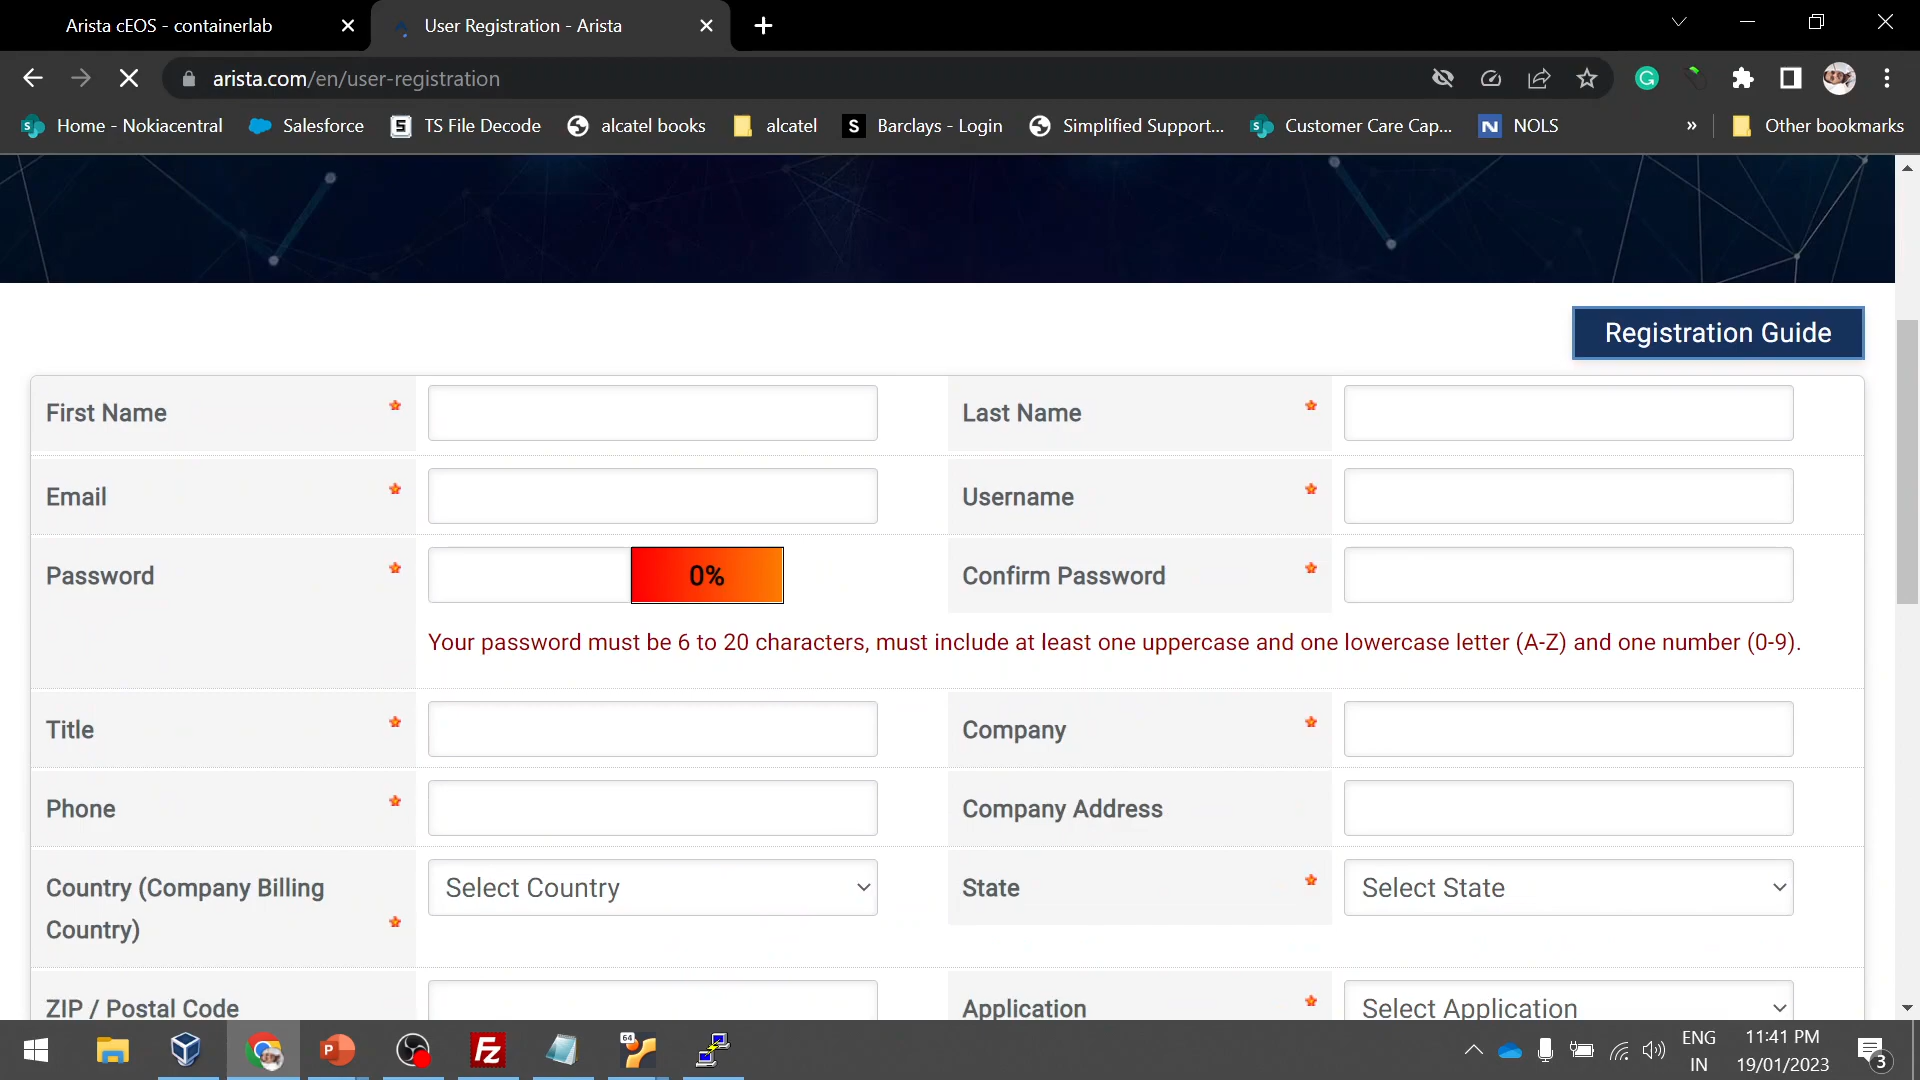 Arista cEOS - containerlab
User Registration - Arista
arista.com/en/user-registration
Home - Nokiacentral
Salesforce
TS File Decode
alcatel books
alcatel
Barclays - Login
Simplified Support...
Customer Care Cap...
NOLS
»
Other bookmarks
Registration Guide
First Name *
Last Name *
Email *
Username *
Password *
0%
Confirm Password *
Your password must be 6 to 20 characters, must include at least one uppercase and one lowercase letter (A-Z) and one number (0-9).
Title *
Company *
Phone *
Company Address
Country (Company Billing
Country) *
Select Country
State *
Select State
ZIP / Postal Code
Application *
Select Application
64
ENG
IN
11:41 PM
19/01/2023
3